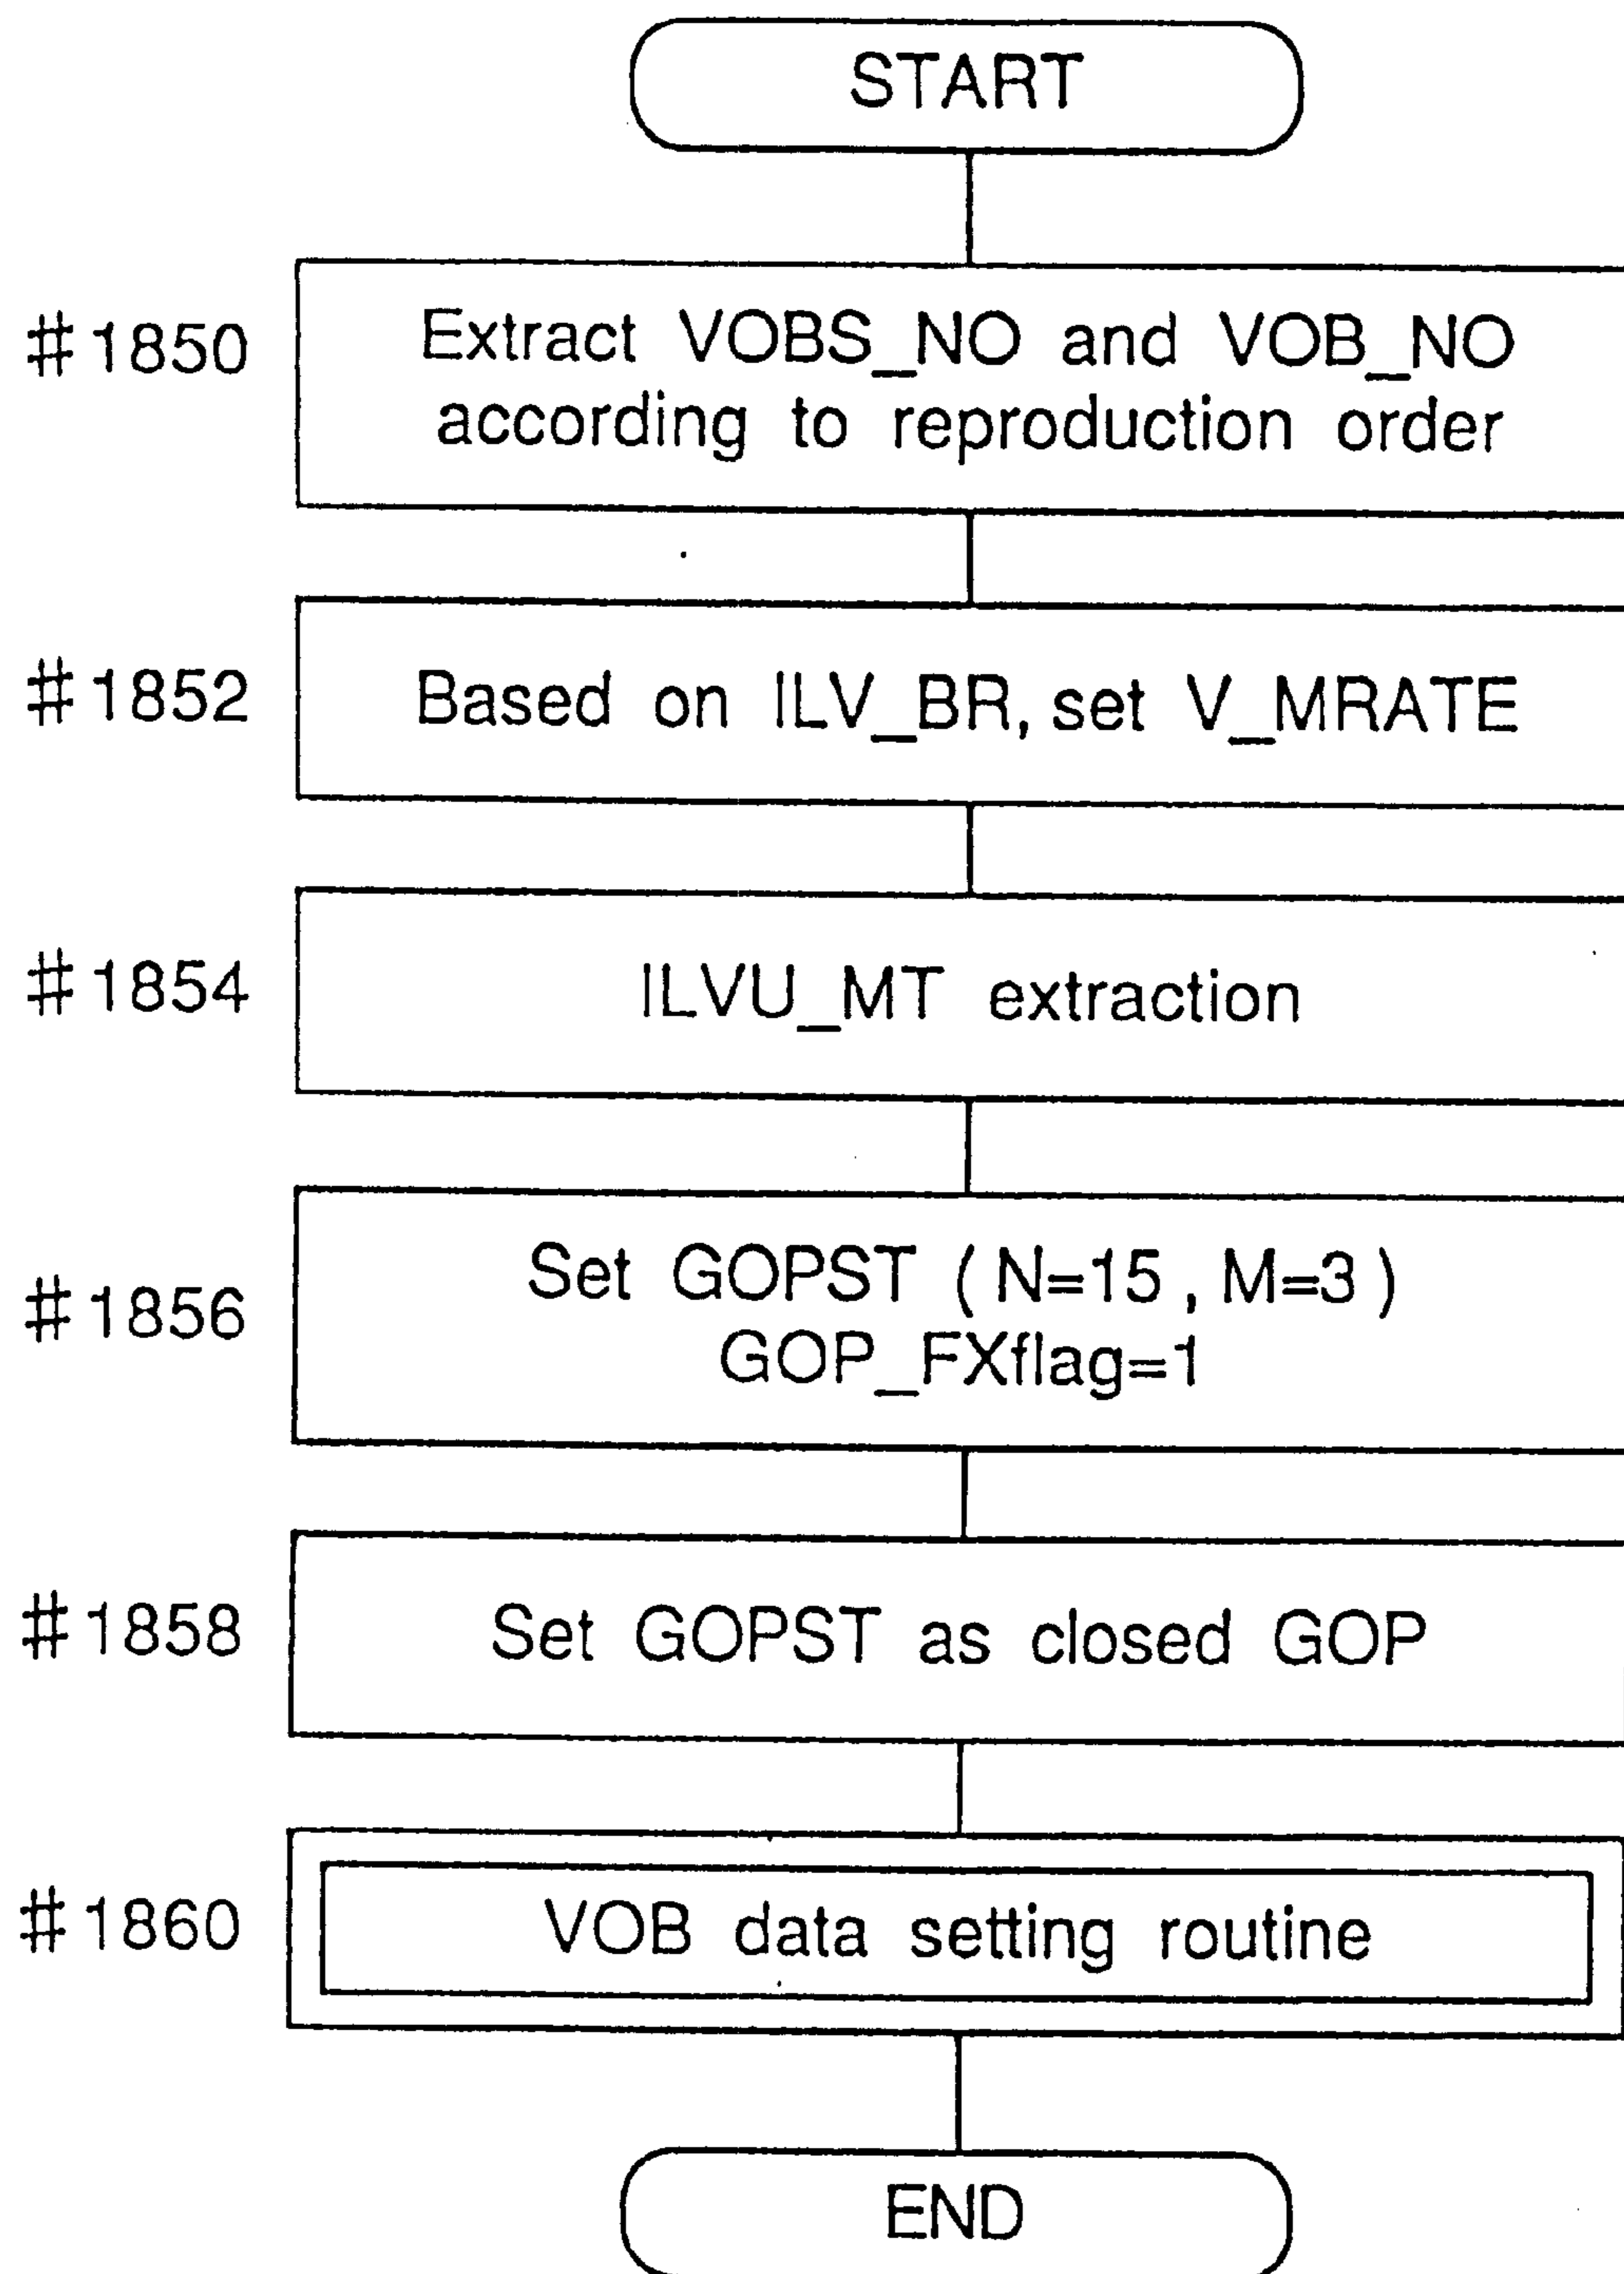 START
#1850
Extract VOBS_NO and VOB_NO
according to reproduction order
#1852
Based on ILV_BR, set V_MRATE
#1854
ILVU_MT extraction
#1856
Set GOPST ( N=15 , M=3 )
GOP_FXflag=1
#1858
Set GOPST as closed GOP
#1860
VOB data setting routine
END